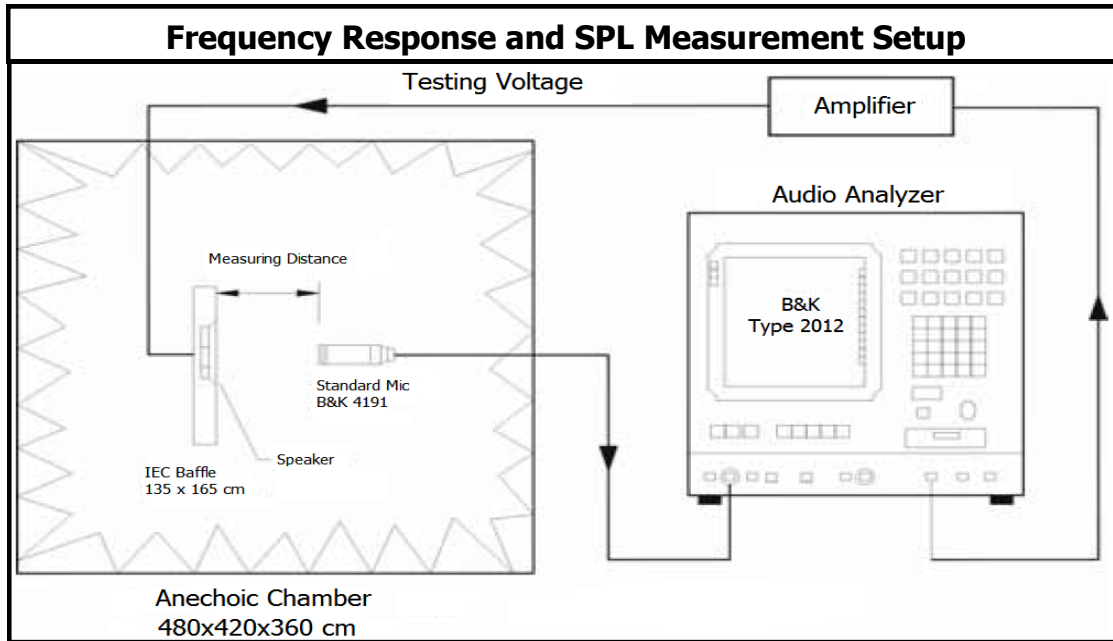 Frequency Response and SPL Measurement Setup
Testing Voltage
Amplifier
Audio Analyzer
Measuring Distance
B&K
Type 2012
Standard Mic
B&K 4191
Speaker
IEC Baffle
135 x 165 cm
Anechoic Chamber
480x420x360 cm